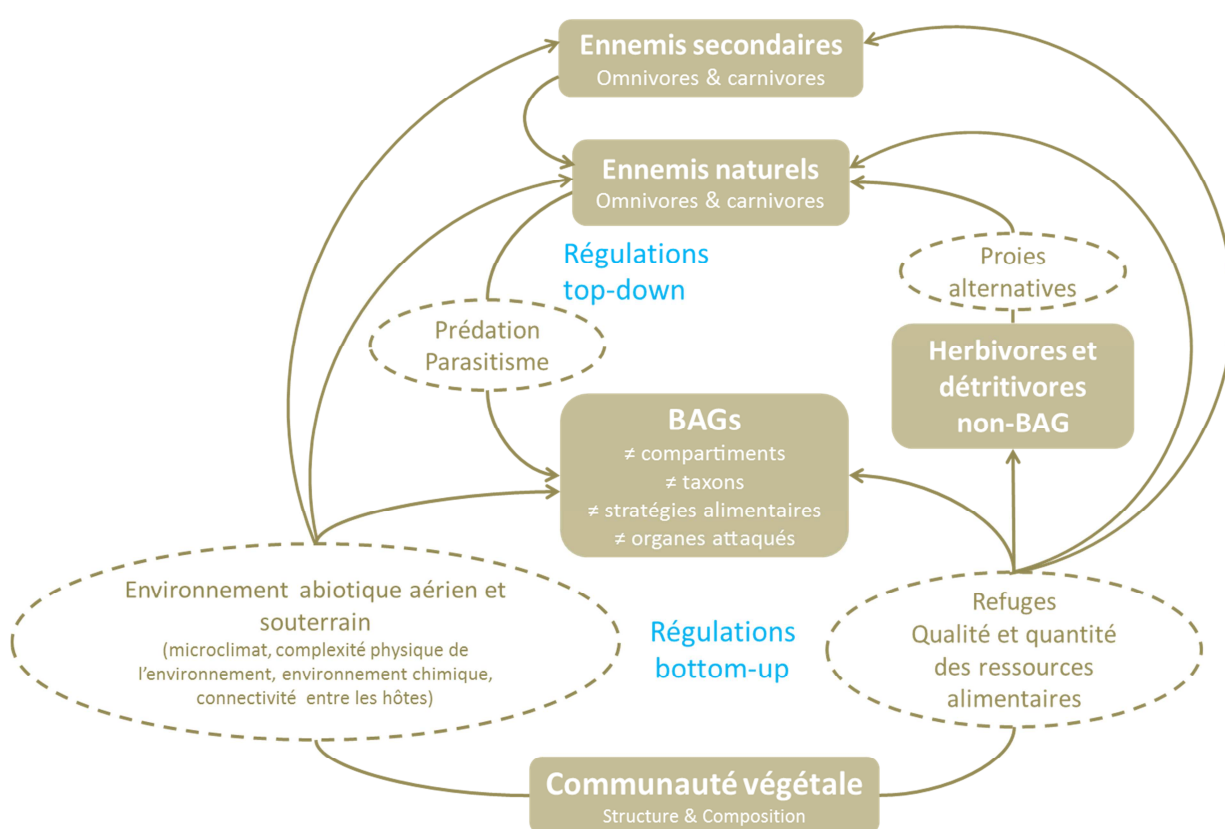 Ennemis secondaires
Omnivores & carnivores
Ennemis naturels
Omnivores & carnivores
Régulations
top-down
Proies
alternatives
Prédation
Parasitisme
Herbivores et
détritivores
non-BAG
BAGs
≠ compartiments
≠ taxons
≠ stratégies alimentaires
≠ organes attaqués
Environnement abiotique aérien et
souterrain
(microclimat, complexité physique de
l'environnement, environnement chimique,
connectivité entre les hôtes)
Régulations
bottom-up
Refuges
Qualité et quantité
des ressources
alimentaires
Communauté végétale
Structure & Composition